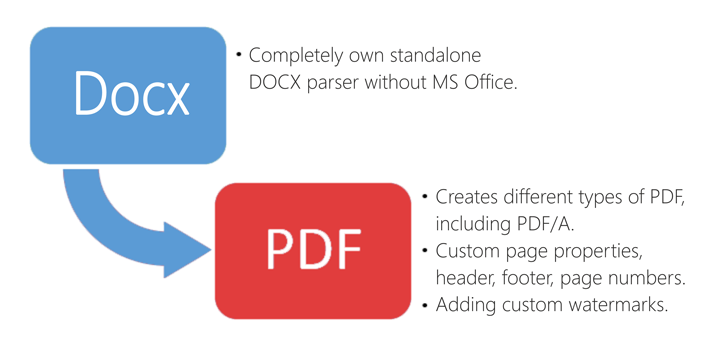 Docx
• Completely own standalone
DOCX parser without MS Office.
PDF
• Creates different types of PDF,
including PDF/A.
• Custom page properties,
header, footer, page numbers.
• Adding custom watermarks.